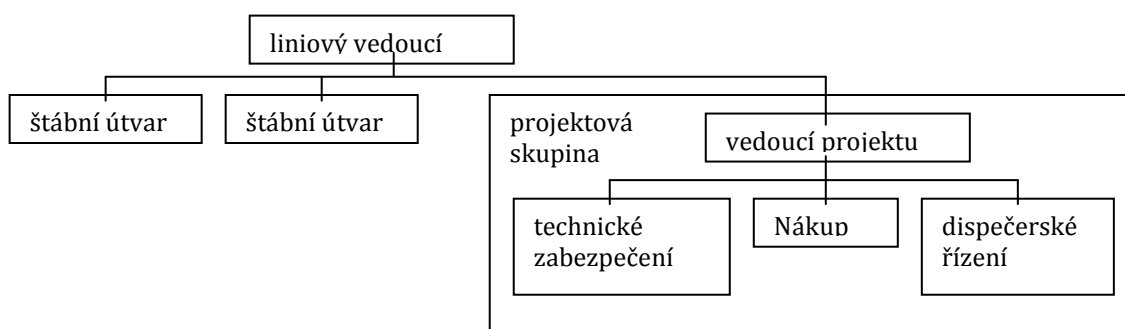 liniový vedoucí
štábní útvar
štábní útvar
projektová
skupina
vedoucí projektu
technické
zabezpečení
Nákup
dispečerské
řízení